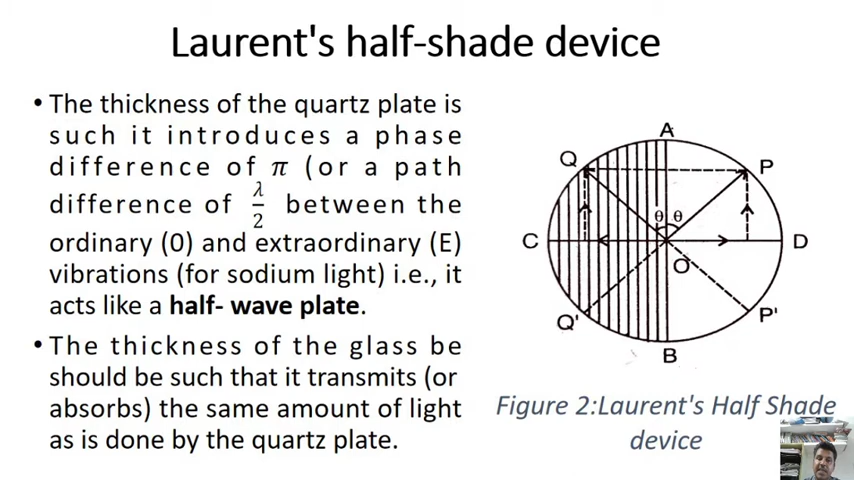 Laurent's half-shade device
• The thickness of the quartz plate is
such it introduces a phase
difference of π (or a path
difference of λ/2 between the
ordinary (0) and extraordinary (E)
vibrations (for sodium light) i.e., it
acts like a half- wave plate.
• The thickness of the glass be
should be such that it transmits (or
absorbs) the same amount of light
as is done by the quartz plate.
A
Q P
θ θ
C D
O
Q' P'
B
Figure 2:Laurent's Half Shade
device